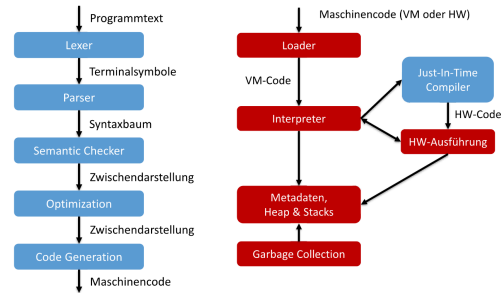 Programmtext
Lexer
Terminalsymbole
Parser
Syntaxbaum
Semantic Checker
Zwischendarstellung
Optimization
Zwischendarstellung
Code Generation
Maschinencode
Maschinencode (VM oder HW)
Loader
VM-Code
Interpreter
Just-In-Time
Compiler
HW-Code
HW-Ausführung
Metadaten,
Heap & Stacks
Garbage Collection